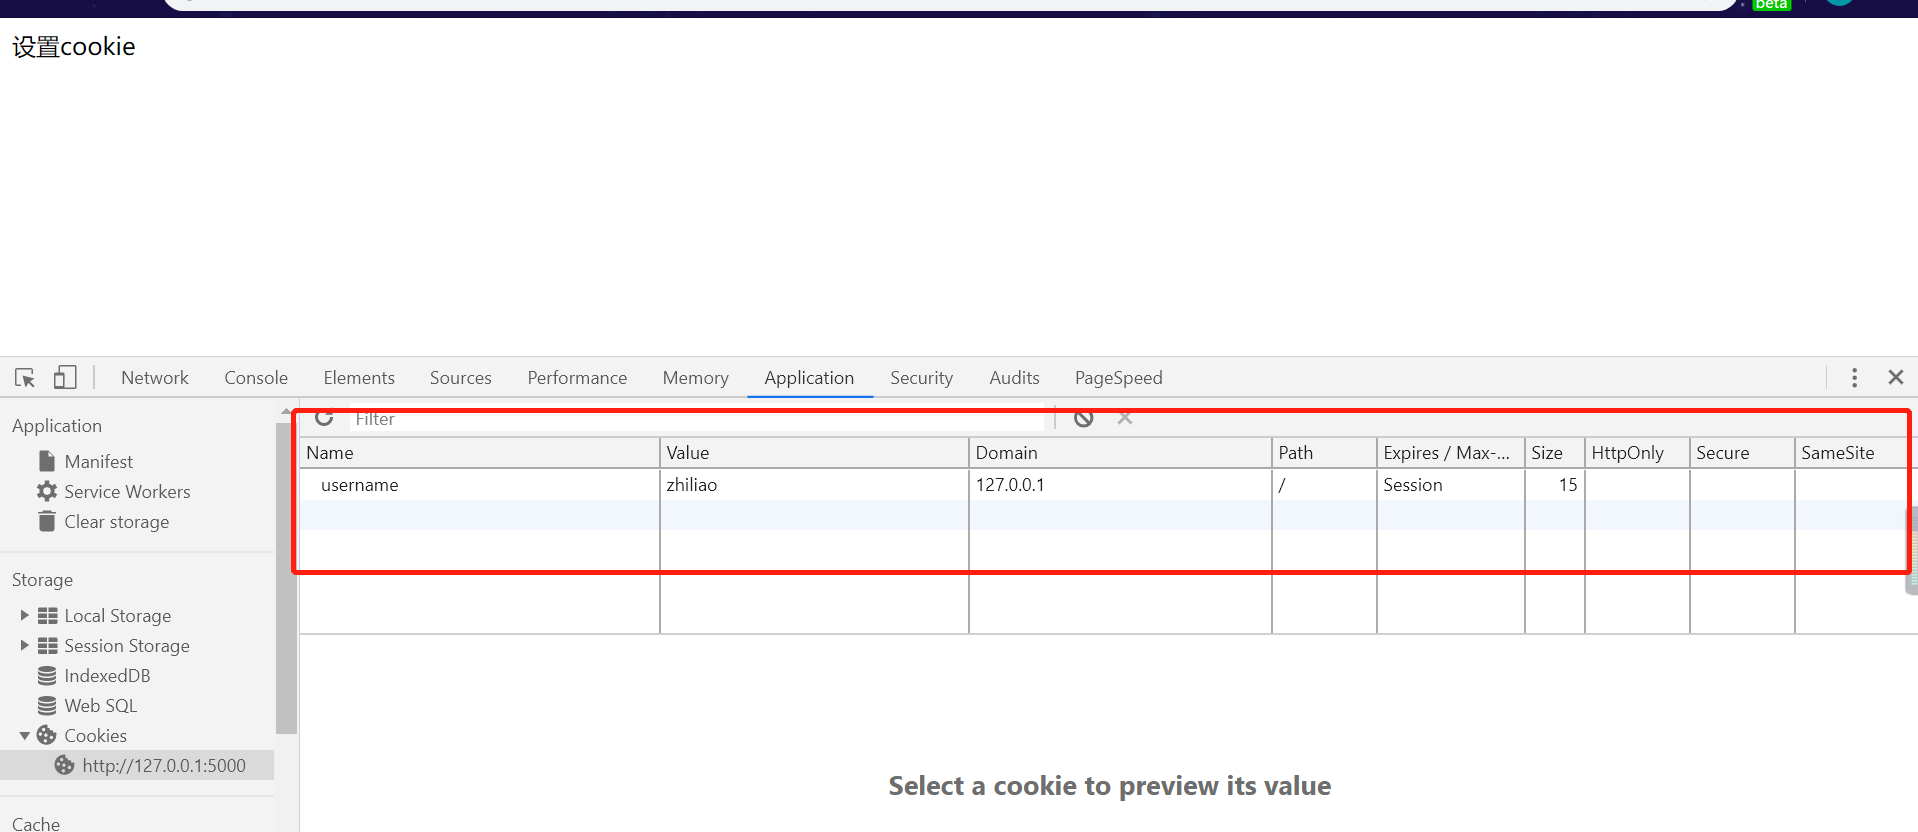 beta
设置cookie
Network Console Elements Sources Performance Memory Application Security Audits PageSpeed
Application
Manifest
Service Workers
Clear storage
Storage
Local Storage
Session Storage
IndexedDB
Web SQL
Cookies
http://127.0.0.1:5000
Cache
Filter
Name Value Domain Path Expires / Max-... Size HttpOnly Secure SameSite
username zhiliao 127.0.0.1 / Session 15
Select a cookie to preview its value